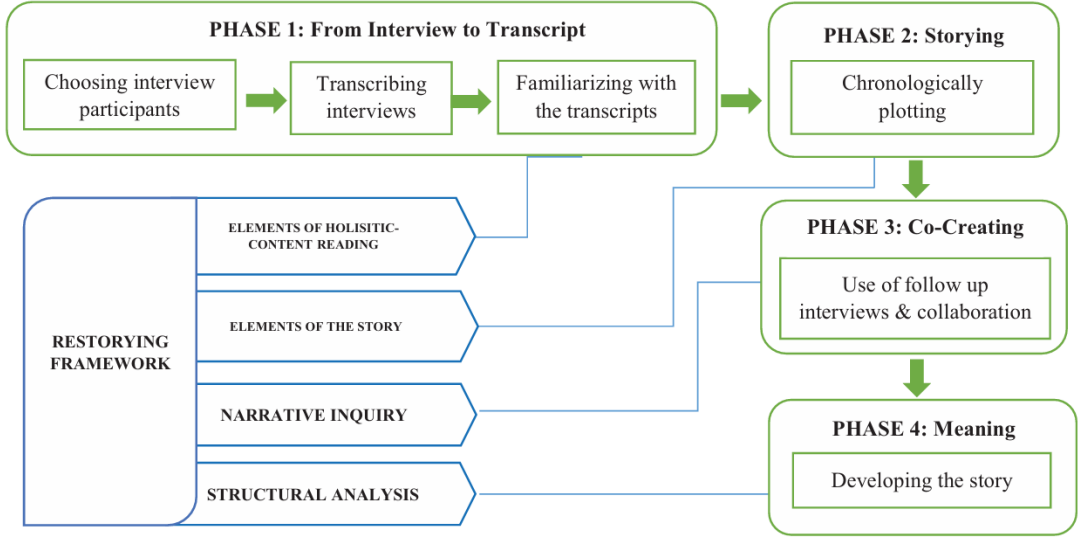 PHASE 1: From Interview to Transcript
Choosing interview
participants
Transcribing
interviews
Familiarizing with
the transcripts
PHASE 2: Storying
Chronologically
plotting
PHASE 3: Co-Creating
Use of follow up
interviews & collaboration
PHASE 4: Meaning
Developing the story
RESTORYING
FRAMEWORK
ELEMENTS OF HOLISITIC-
CONTENT READING
ELEMENTS OF THE STORY
NARRATIVE INQUIRY
STRUCTURAL ANALYSIS